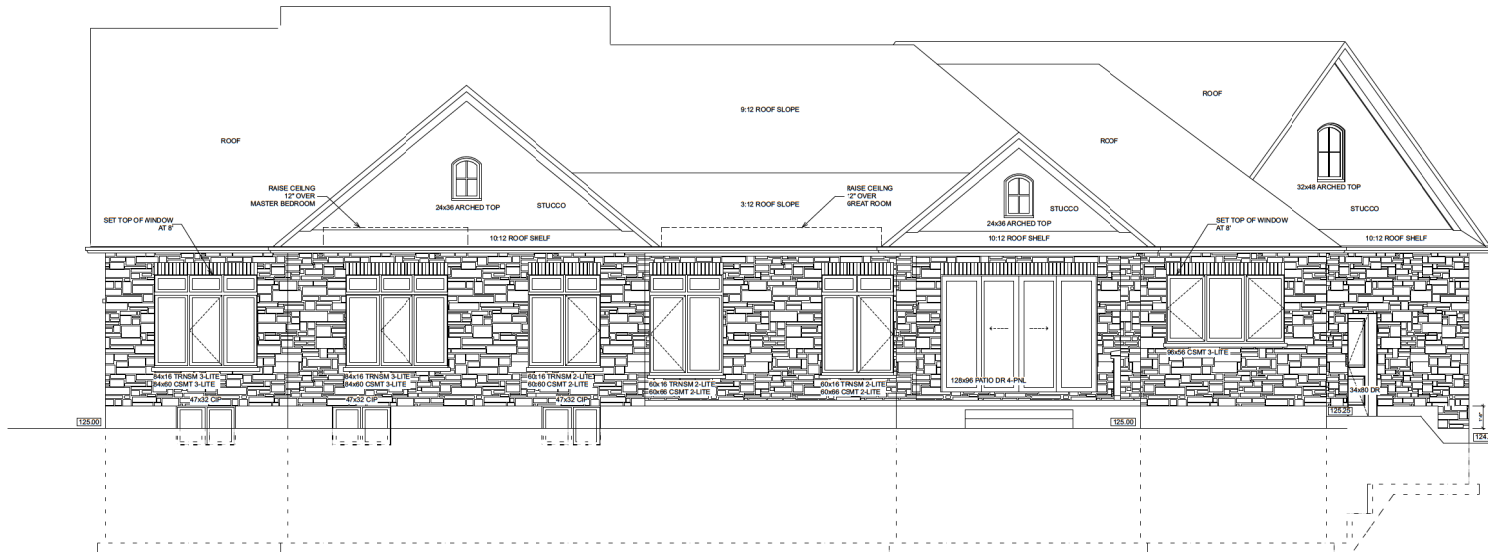 9:12 ROOF SLOPE
ROOF
ROOF
ROOF
RAISE CEILNG
12" OVER
MASTER BEDROOM
24x36 ARCHED TOP
STUCCO
3:12 ROOF SLOPE
RAISE CEILNG
12" OVER
GREAT ROOM
24x36 ARCHED TOP
STUCCO
32x48 ARCHED TOP
STUCCO
SET TOP OF WINDOW
AT 8'
10:12 ROOF SHELF
10:12 ROOF SHELF
SET TOP OF WINDOW
AT 8'
10:12 ROOF SHELF
84x16 TRNSM 3-LITE
84x60 CSMT 3-LITE
47x32 CIP
84x16 TRNSM 3-LITE
84x60 CSMT 3-LITE
47x32 CIP
60x16 TRNSM 2-LITE
60x60 CSMT 2-LITE
47x32 CIP
60x16 TRNSM 2-LITE
60x66 CSMT 2-LITE
60x16 TRNSM 2-LITE
60x66 CSMT 2-LITE
128x96 PATIO DR 4-PNL
96x56 CSMT 3-LITE
34x80 DR
125.00
125.00
125.25
124.